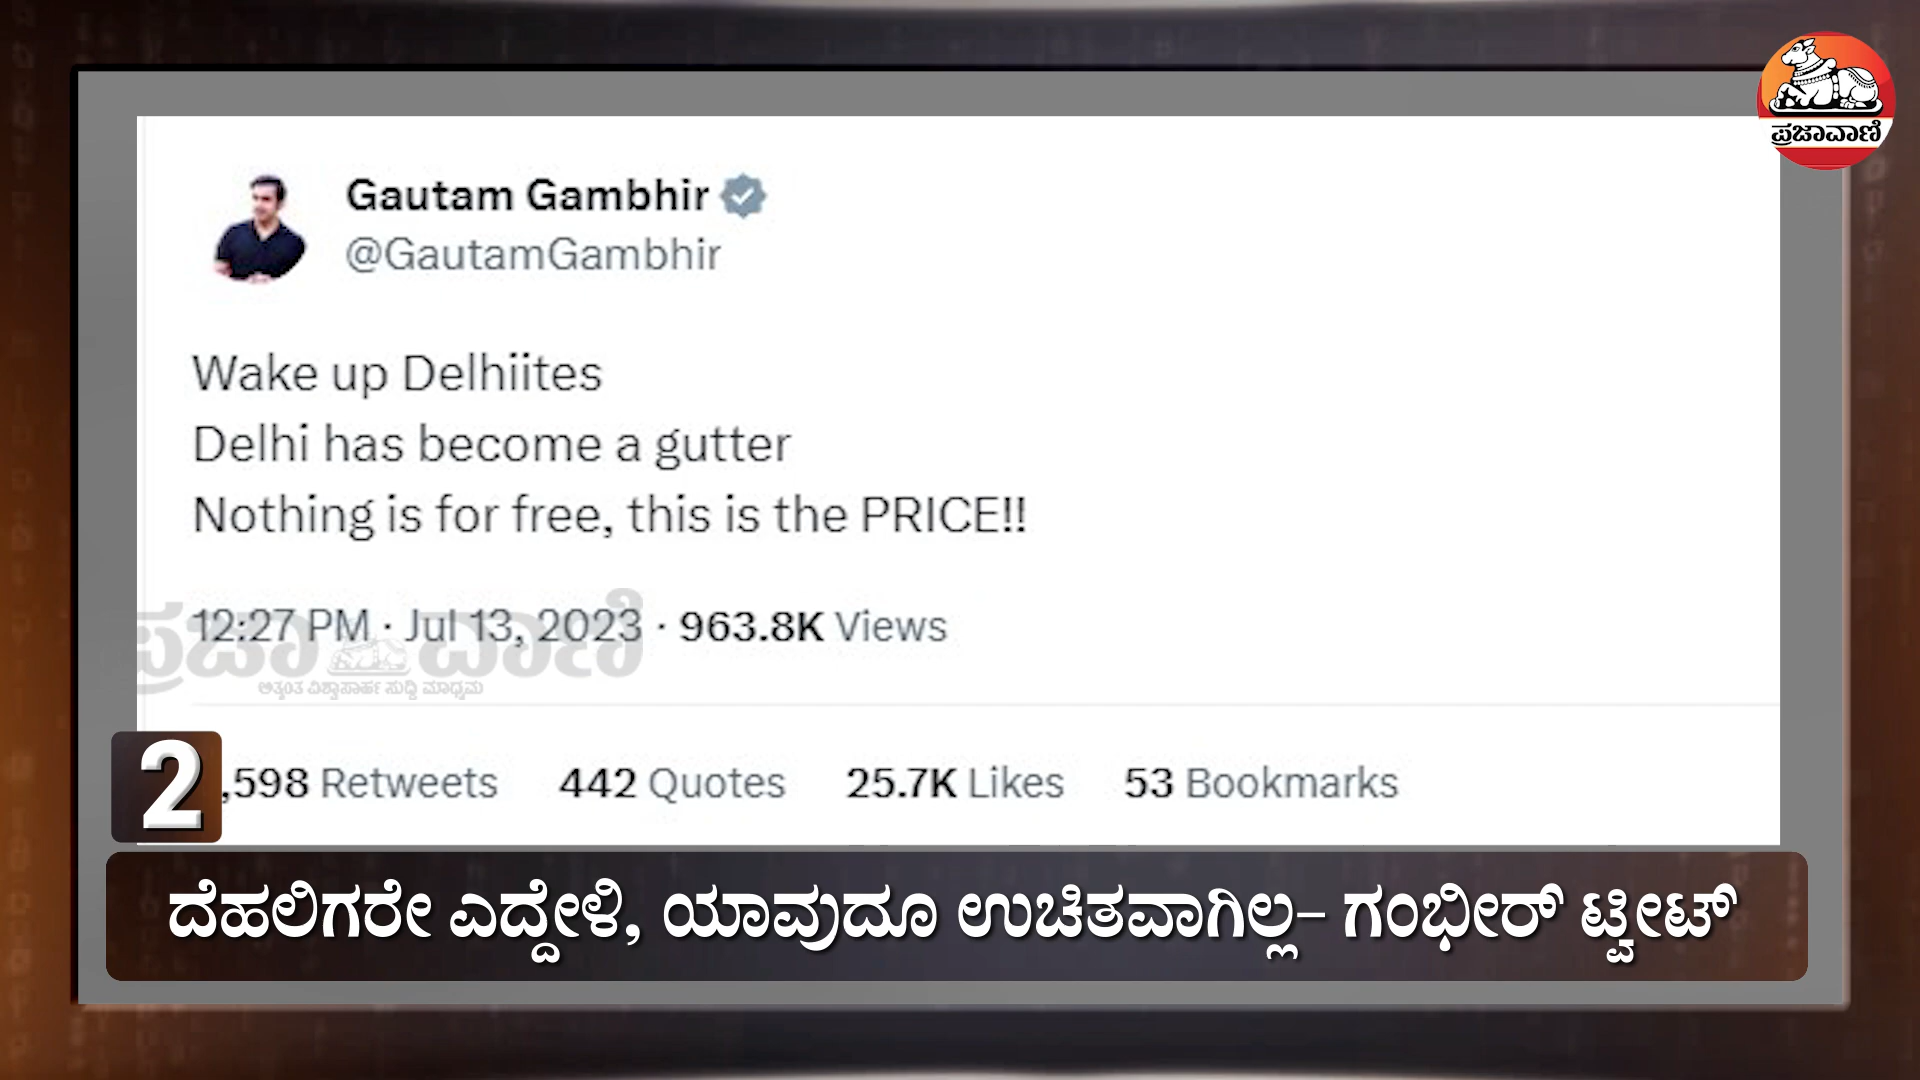 ಪ್ರಜಾವಾಣಿ
Gautam Gambhir
@GautamGambhir
Wake up Delhiites
Delhi has become a gutter
Nothing is for free, this is the PRICE!!
12:27 PM · Jul 13, 2023 · 963.8K Views
ಪ್ರಜಾವಾಣಿ
ಅತ್ಯಂತ ವಿಶ್ವಾಸಾರ್ಹ ಸುದ್ದಿ ಮಾಧ್ಯಮ
2
,598 Retweets 442 Quotes 25.7K Likes 53 Bookmarks
ದೆಹಲಿಗರೇ ಎದ್ದೇಳಿ, ಯಾವುದೂ ಉಚಿತವಾಗಿಲ್ಲ– ಗಂಭೀರ್ ಟ್ವೀಟ್